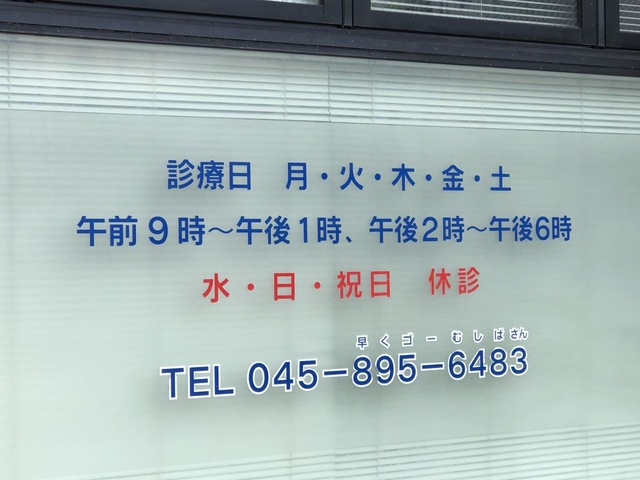 診療日 月・火・木・金・土
午前9時～午後1時、午後2時～午後6時
水・日・祝日 休診
早くゴーむしばさん
TEL 045－895－6483